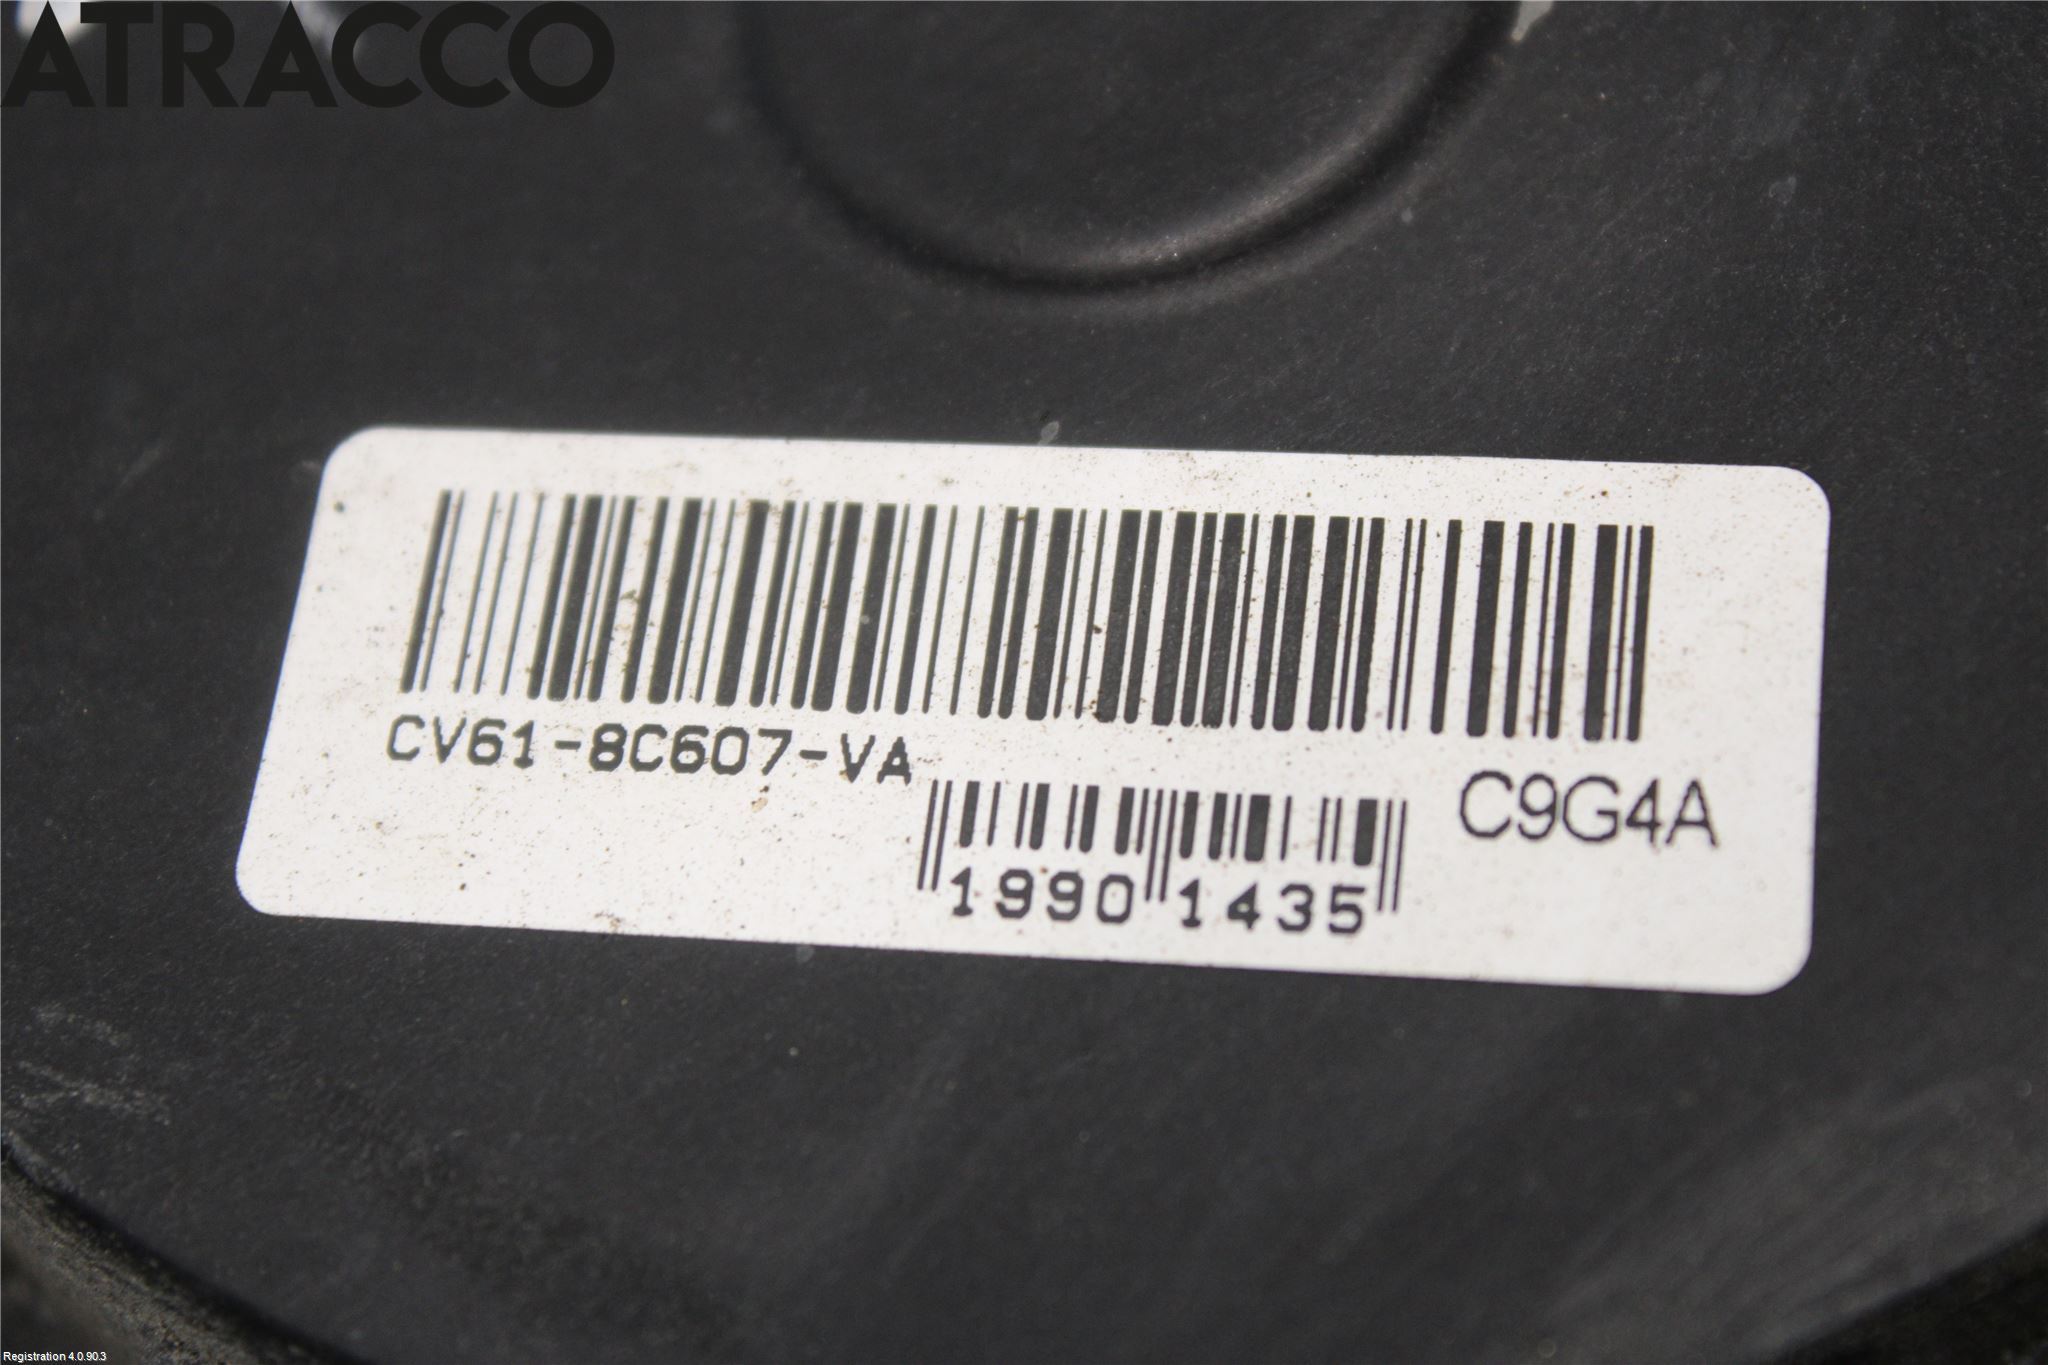 ATRACCO
CV61-8C607-VA
C9G4A
1990 1435
Registration 4.0.90.3